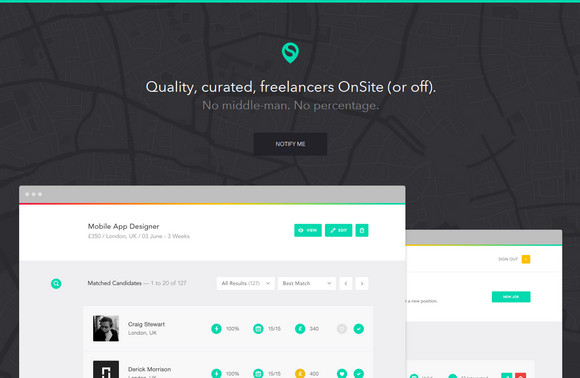 Quality, curated, freelancers OnSite (or off).
No middle-man. No percentage.
NOTIFY ME
Mobile App Designer
£350 / London, UK / 03 June - 3 Weeks
VIEW
EDIT
SIGN OUT
Matched Candidates — 1 to 20 of 127
All Results (127)
Best Match
a new position.
NEW JOB
Craig Stewart
London, UK
100%
15/15
£ 340
Derick Morrison
London, UK
100%
15/15
£ 400